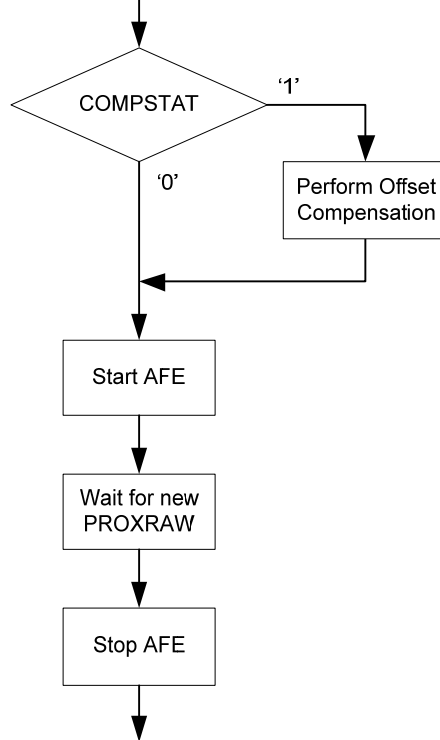 COMPSTAT
‘1’
Perform Offset
Compensation
‘0’
Start AFE
Wait for new
PROXRAW
Stop AFE